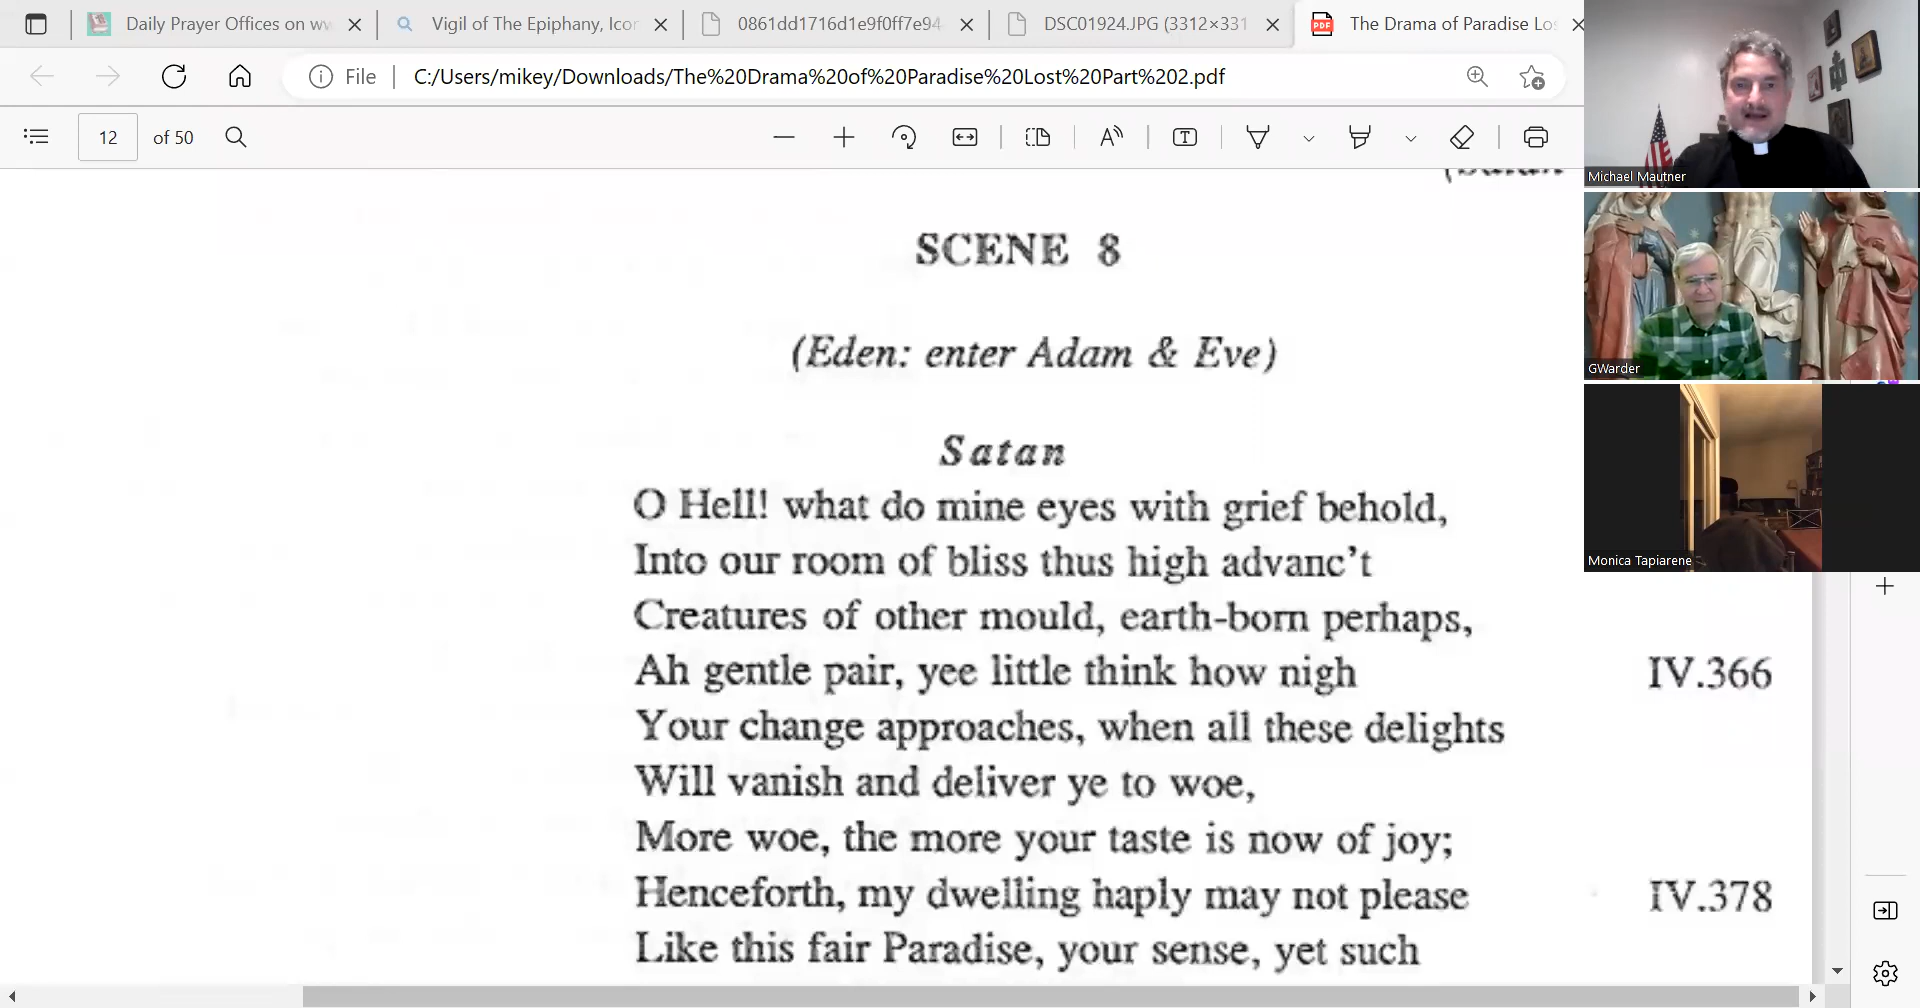 Daily Prayer Offices on ww
Vigil of The Epiphany, Icon
0861dd1716d1e9f0ff7e94
DSC01924.JPG (3312×331
PDF
The Drama of Paradise Los
File
C:/Users/mikey/Downloads/The%20Drama%20of%20Paradise%20Lost%20Part%202.pdf
12
of 50
Michael Mautner
SCENE 8
(Eden: enter Adam & Eve)
GWarder
Satan
O Hell! what do mine eyes with grief behold,
Into our room of bliss thus high advanc't
Monica Tapiarene
Creatures of other mould, earth-born perhaps,
Ah gentle pair, yee little think how nigh IV.366
Your change approaches, when all these delights
Will vanish and deliver ye to woe,
More woe, the more your taste is now of joy;
Henceforth, my dwelling haply may not please IV.378
Like this fair Paradise, your sense, yet such